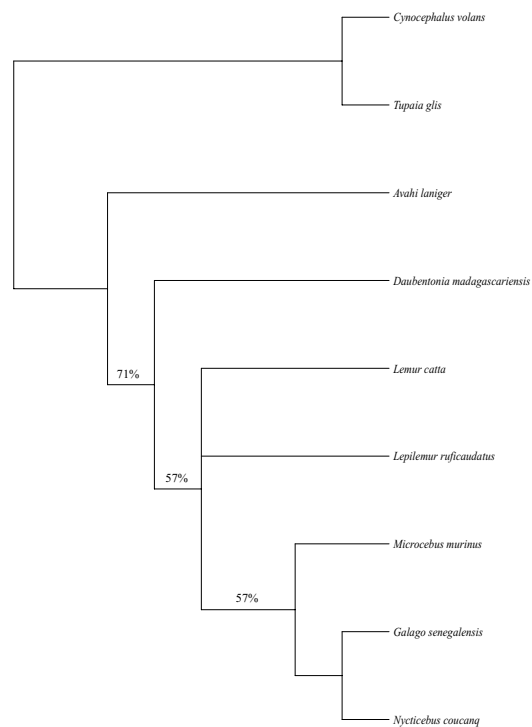 Cynocephalus volans
Tupaia glis
Avahi laniger
Daubentonia madagascariensis
Lemur catta
71%
Lepilemur ruficaudatus
57%
Microcebus murinus
57%
Galago senegalensis
Nycticebus coucanq